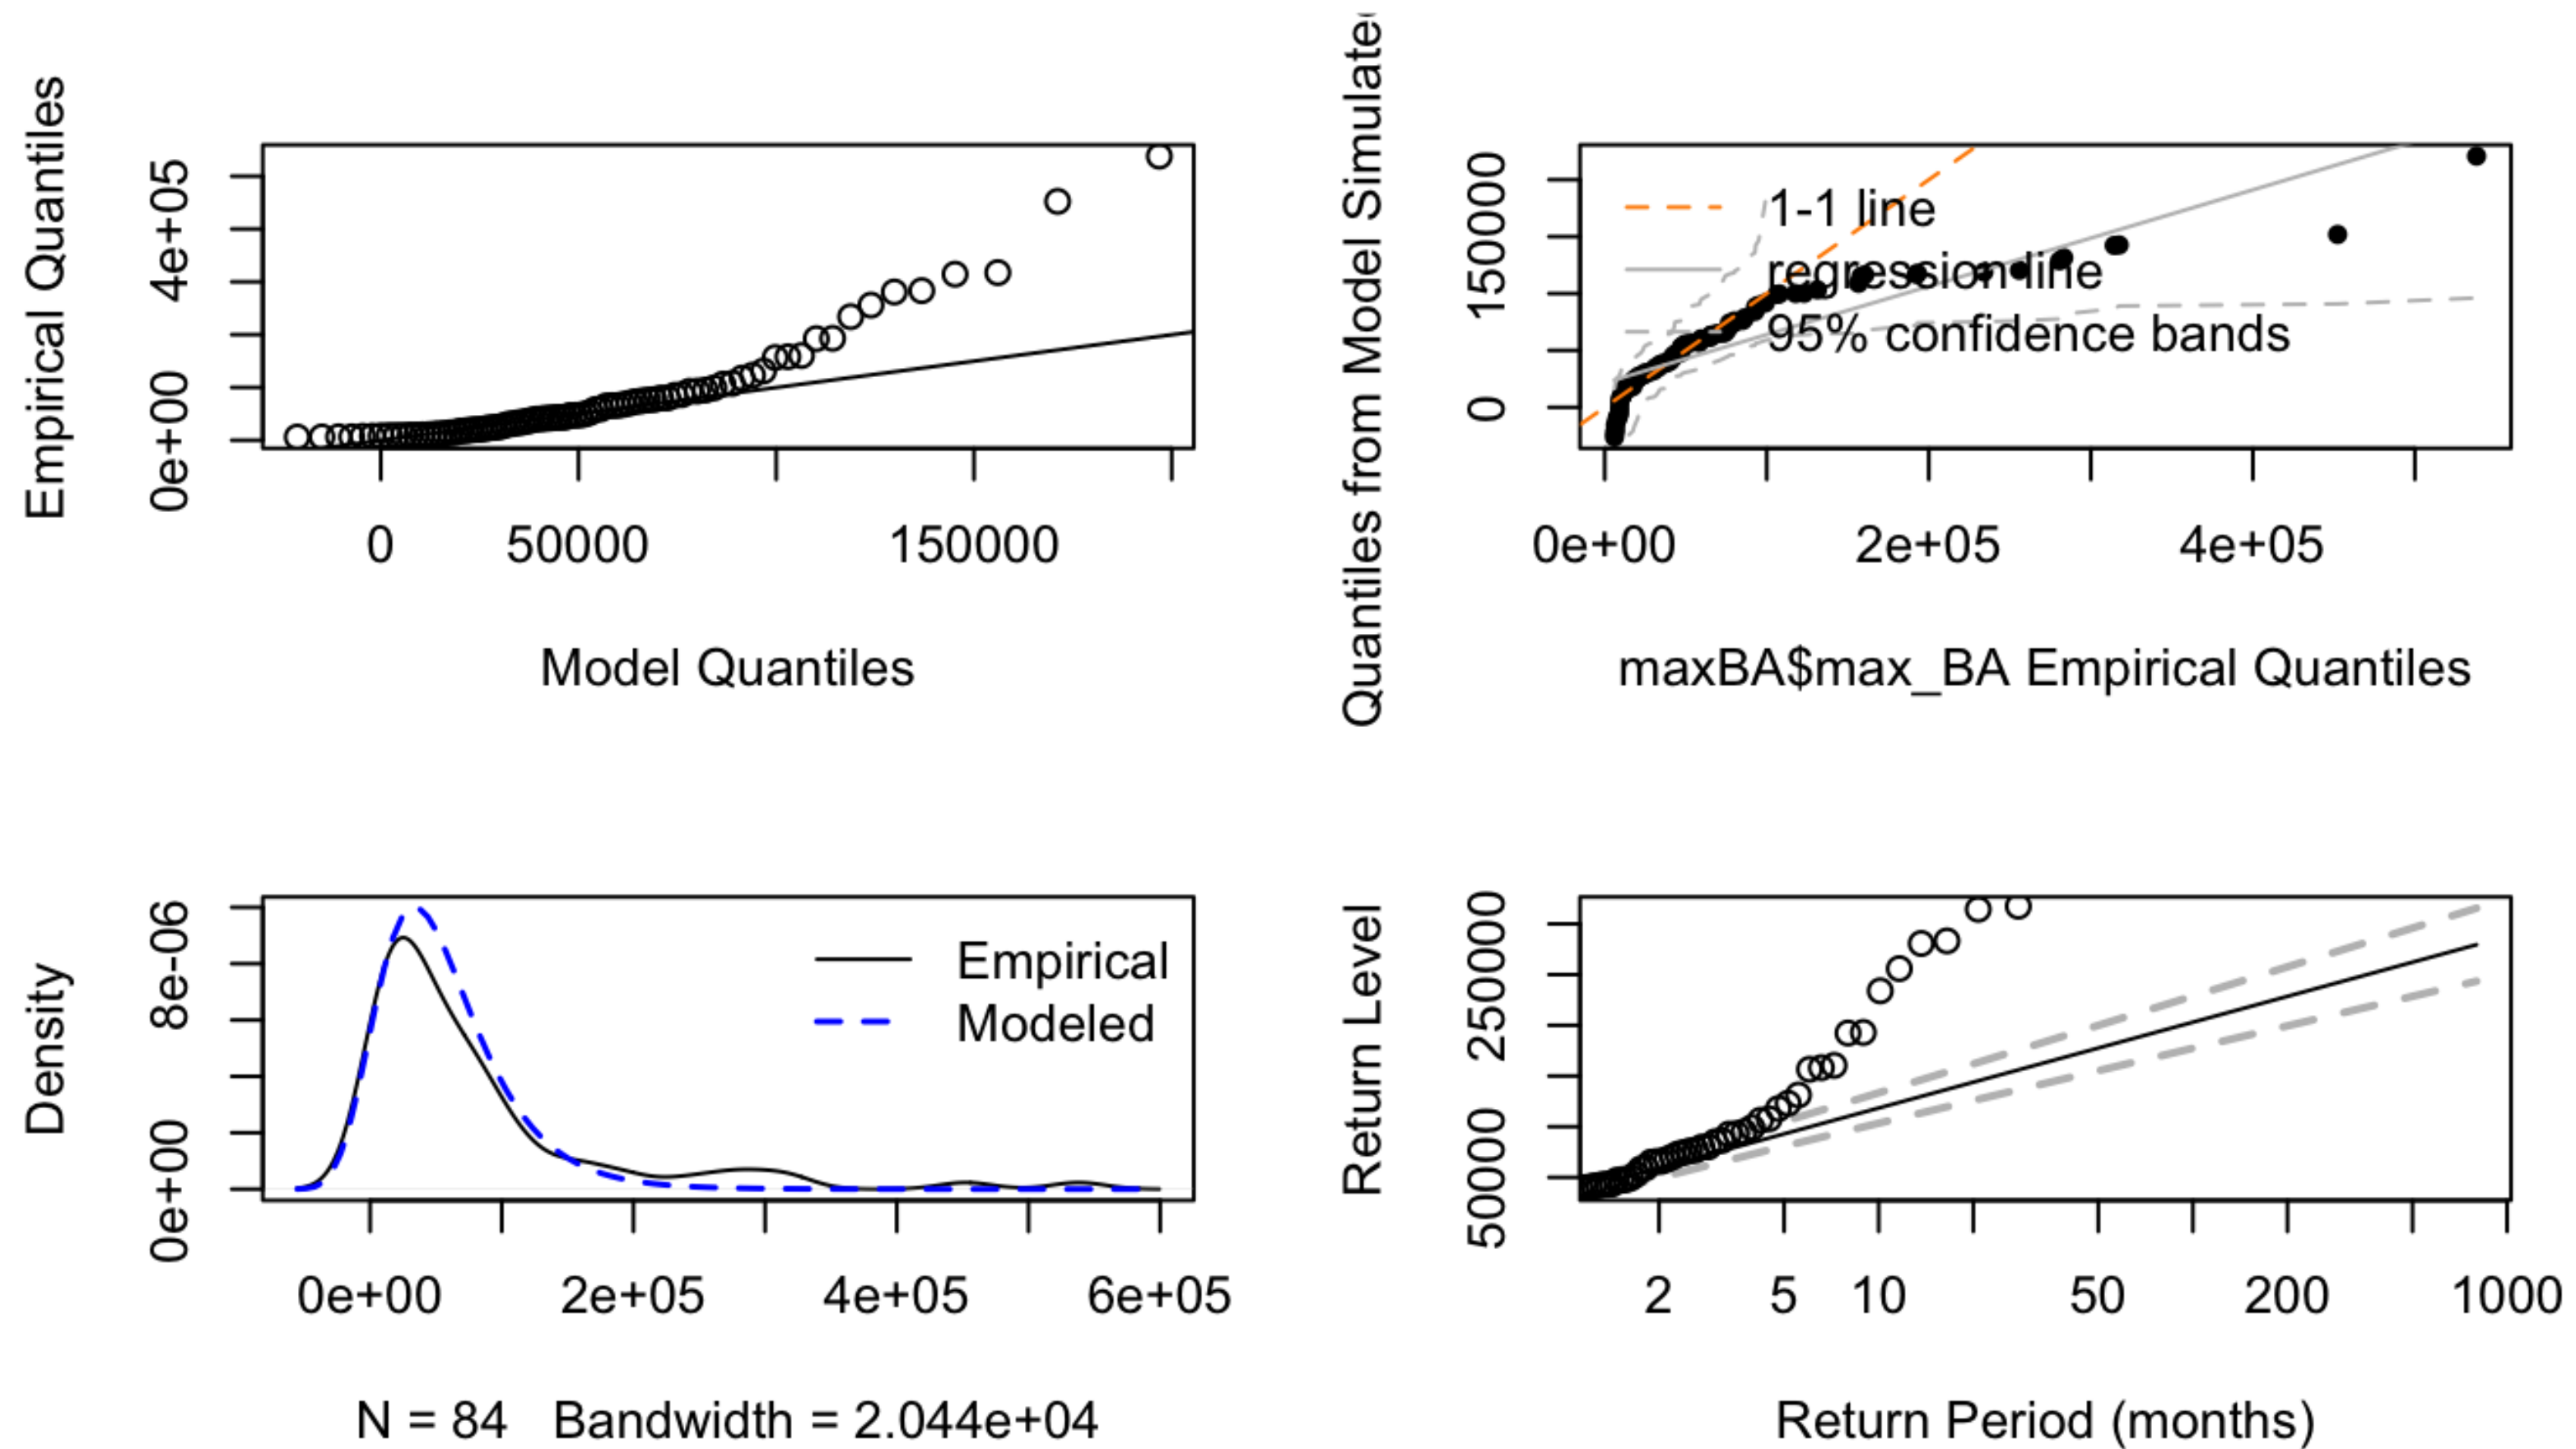 Empirical Quantiles
4e+05
0e+00
0
50000
150000
Model Quantiles
Quantiles from Model Simulated
150000
0
1-1 line
regression line
95% confidence bands
0e+00
2e+05
4e+05
maxBA$max_BA Empirical Quantiles
Density
8e-06
0e+00
Empirical
Modeled
0e+00
2e+05
4e+05
6e+05
N = 84 Bandwidth = 2.044e+04
Return Level
250000
50000
2
5
10
50
200
1000
Return Period (months)